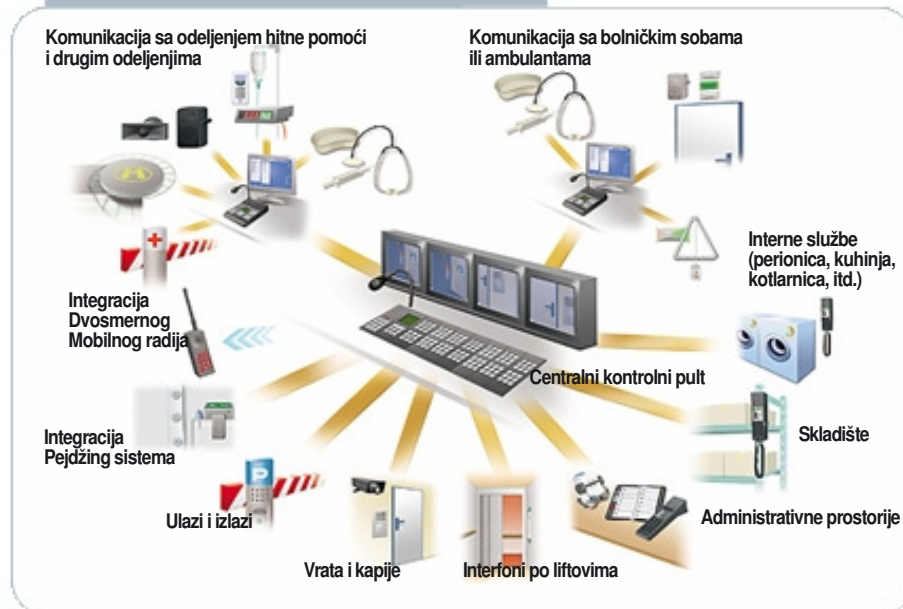 Komunikacija sa odeljenjem hitne pomoći
i drugim odeljenjima
Komunikacija sa bolničkim sobama
ili ambulantama
Interne službe
(perionica, kuhinja,
kotlarnica, itd.)
Integracija
Dvosmernog
Mobilnog radija
Centralni kontrolni pult
Integracija
Pejdžing sistema
Skladište
P
Ulazi i izlazi
Administrativne prostorije
Vrata i kapije
Interfoni po liftovima